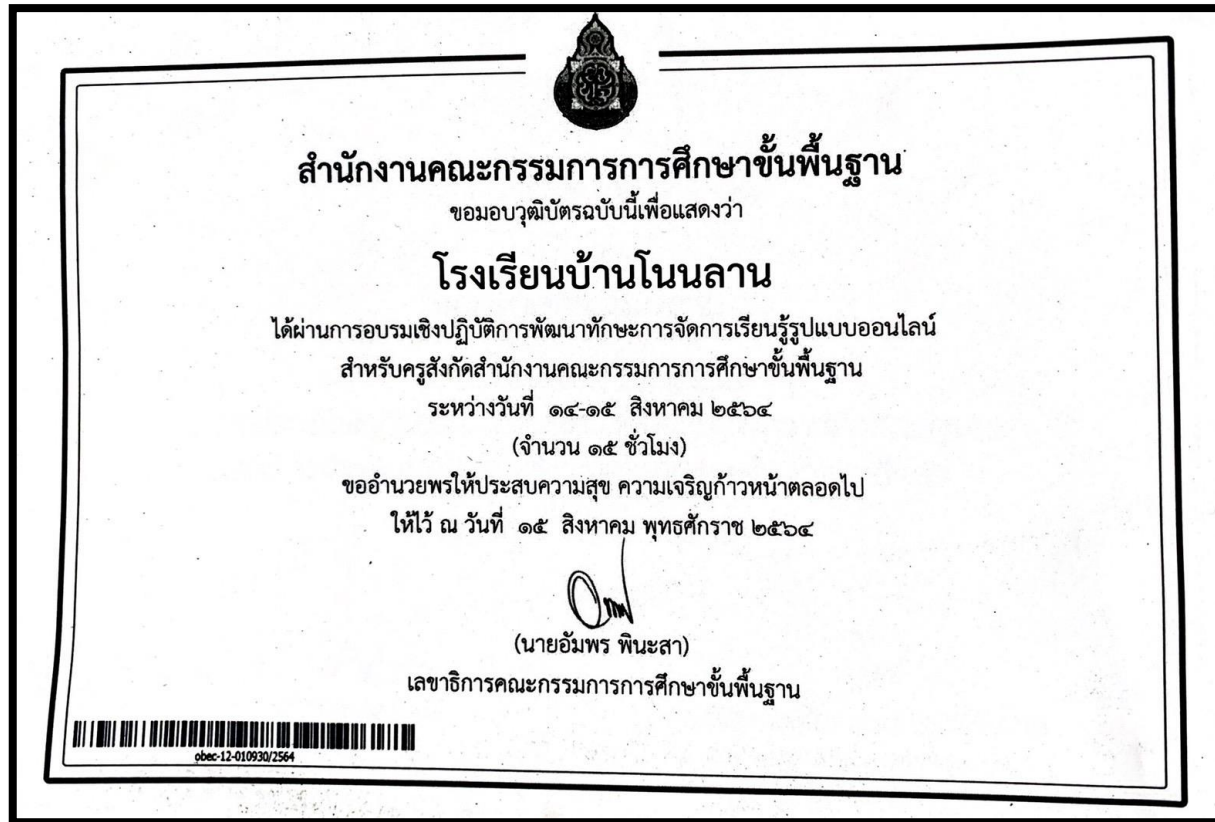 สำนักงานคณะกรรมการการศึกษาขั้นพื้นฐาน
ขอมอบวุฒิบัตรฉบับนี้เพื่อแสดงว่า
โรงเรียนบ้านโนนลาน
ได้ผ่านการอบรมเชิงปฏิบัติการพัฒนาทักษะการจัดการเรียนรู้รูปแบบออนไลน์
สำหรับครูสังกัดสำนักงานคณะกรรมการการศึกษาขั้นพื้นฐาน
ระหว่างวันที่ ๑๔-๑๕ สิงหาคม ๒๕๖๔
(จำนวน ๑๕ ชั่วโมง)
ขออำนวยพรให้ประสบความสุข ความเจริญก้าวหน้าตลอดไป
ให้ไว้ ณ วันที่ ๑๕ สิงหาคม พุทธศักราช ๒๕๖๔
(นายอัมพร พินะสา)
เลขาธิการคณะกรรมการการศึกษาขั้นพื้นฐาน
obec-12-010930/2564